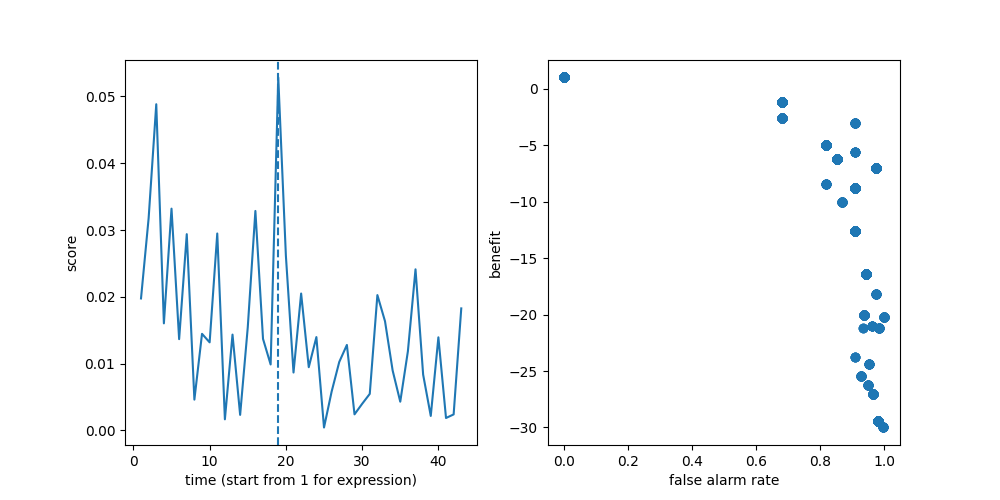 0.05
0.04
0.03
0.02
0.01
0.00
score
0 10 20 30 40
time (start from 1 for expression)
0
−5
−10
−15
−20
−25
−30
benefit
0.0 0.2 0.4 0.6 0.8 1.0
false alarm rate